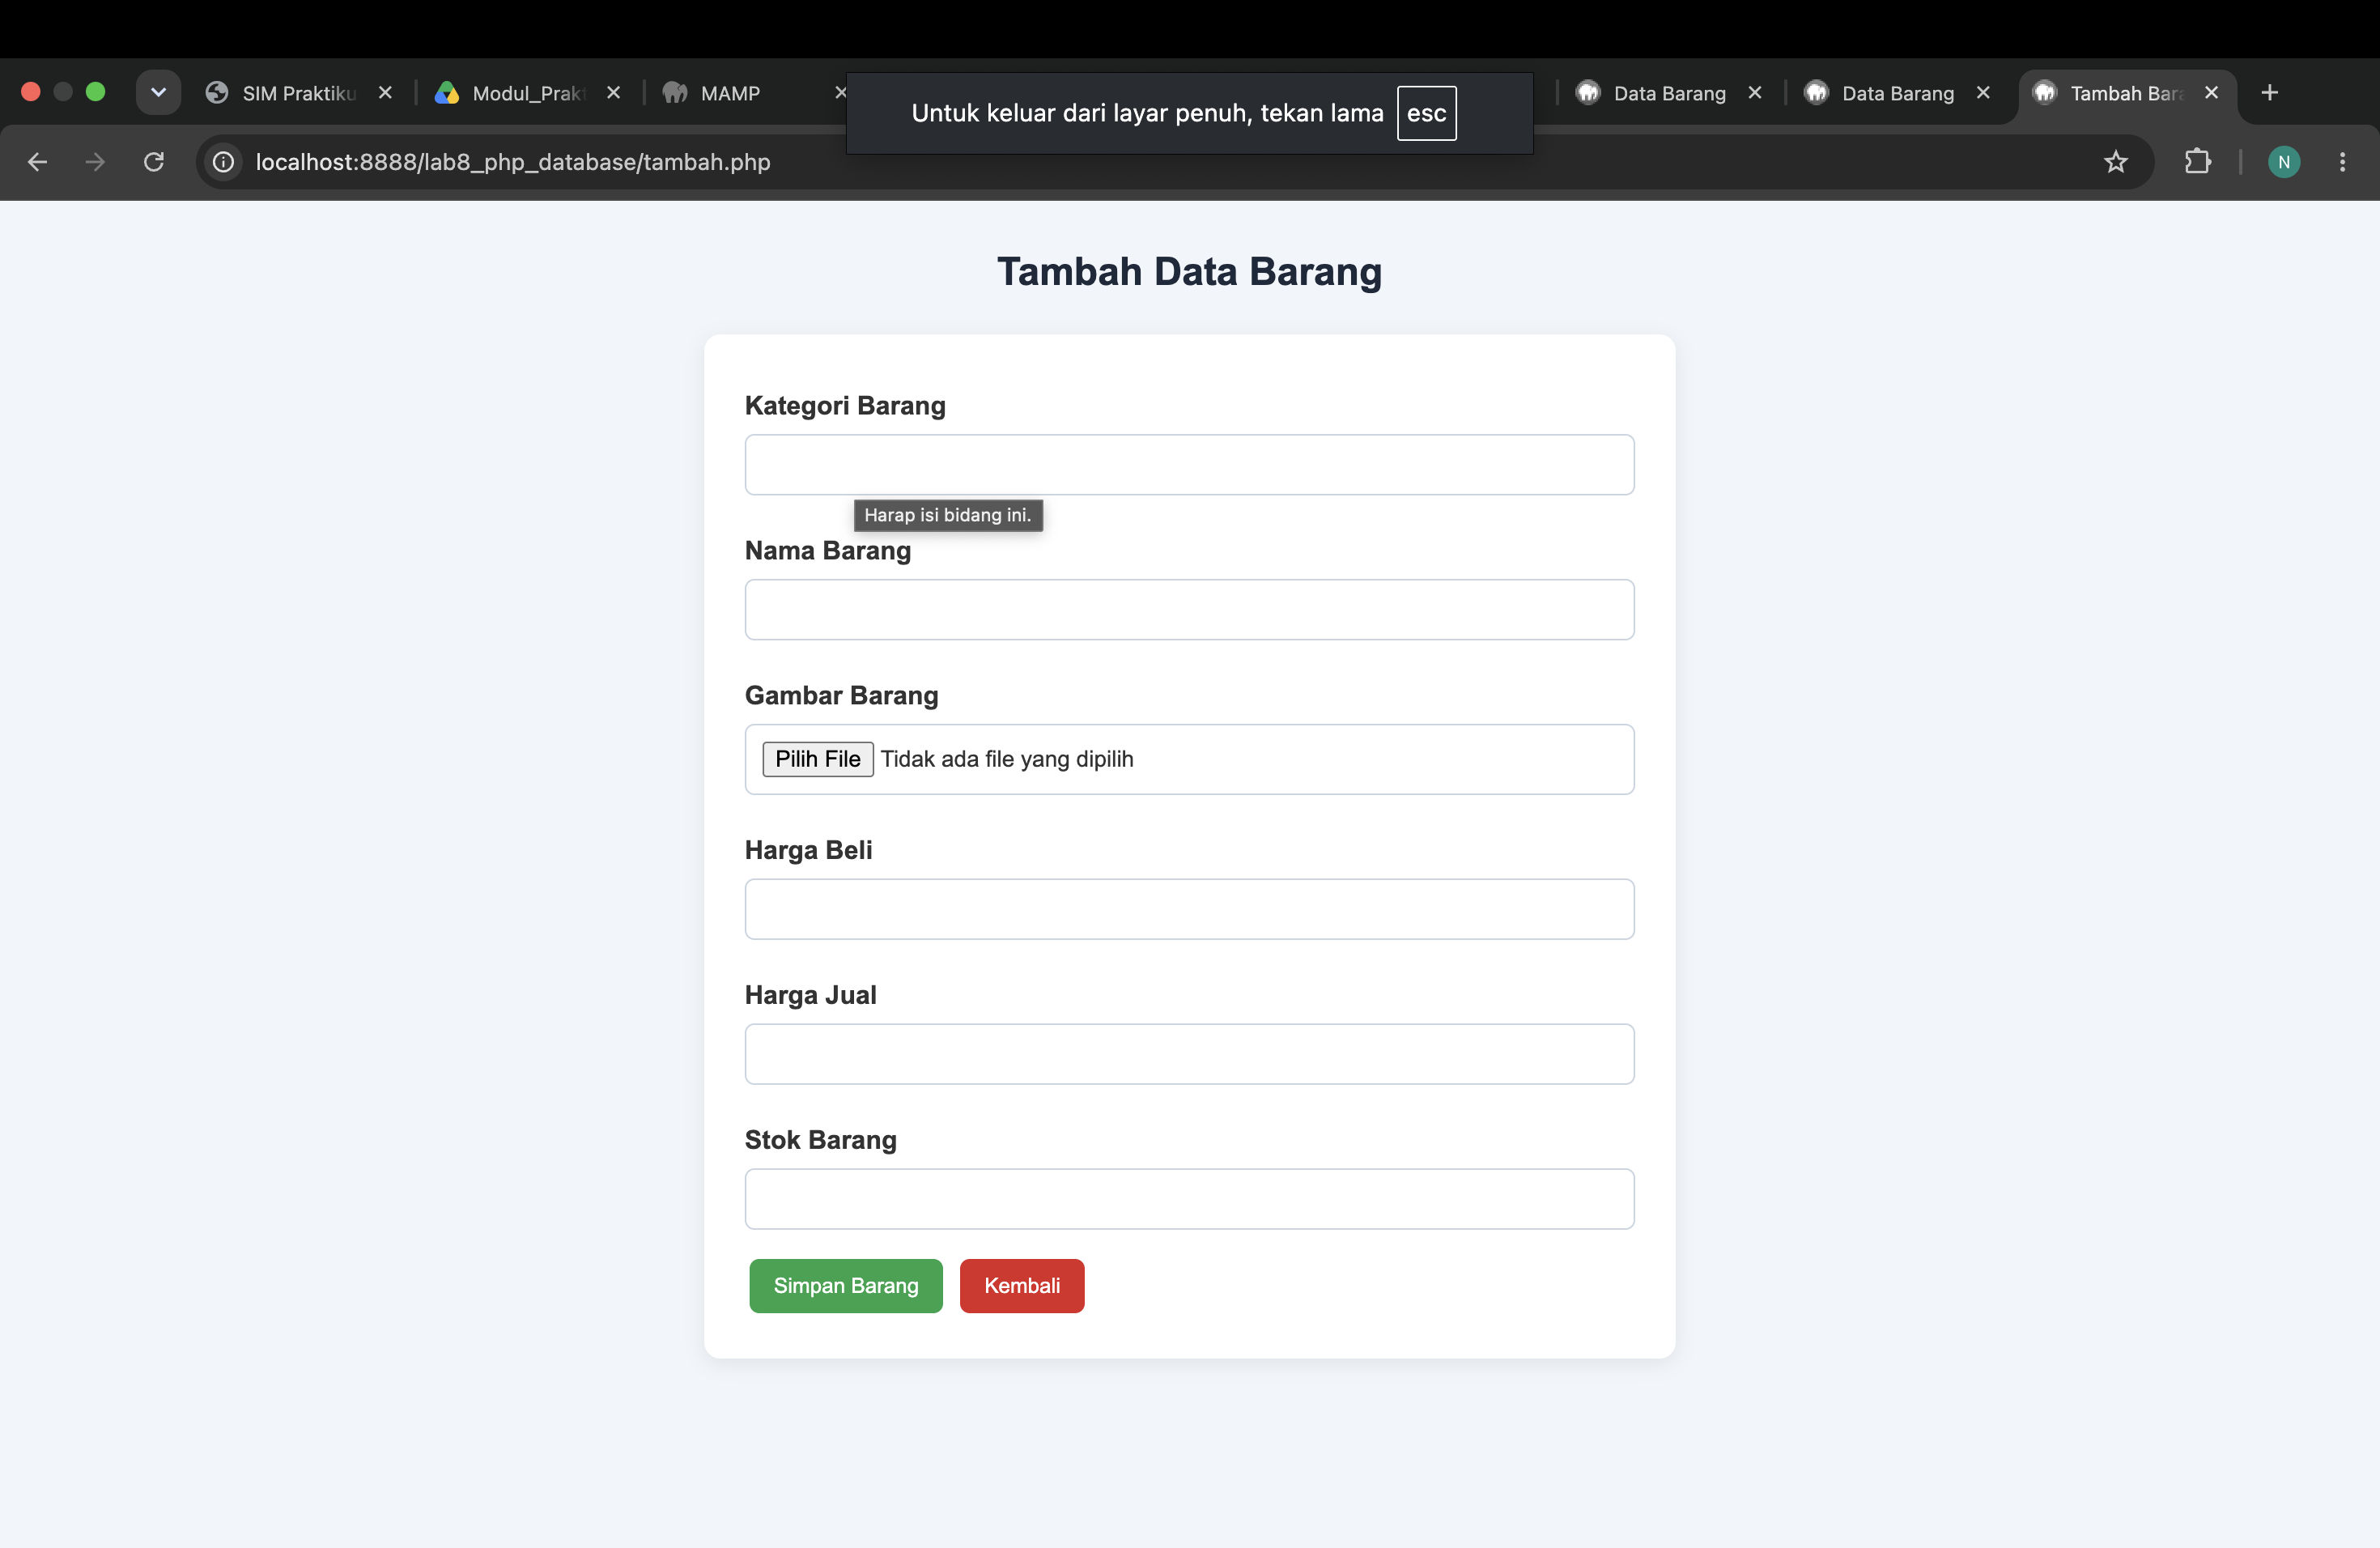 SIM Praktiku
Modul_Prak
MAMP
Untuk keluar dari layar penuh, tekan lama esc
Data Barang
Data Barang
Tambah Bar
localhost:8888/lab8_php_database/tambah.php
N
Tambah Data Barang
Kategori Barang
Harap isi bidang ini.
Nama Barang
Gambar Barang
Pilih File Tidak ada file yang dipilih
Harga Beli
Harga Jual
Stok Barang
Simpan Barang Kembali